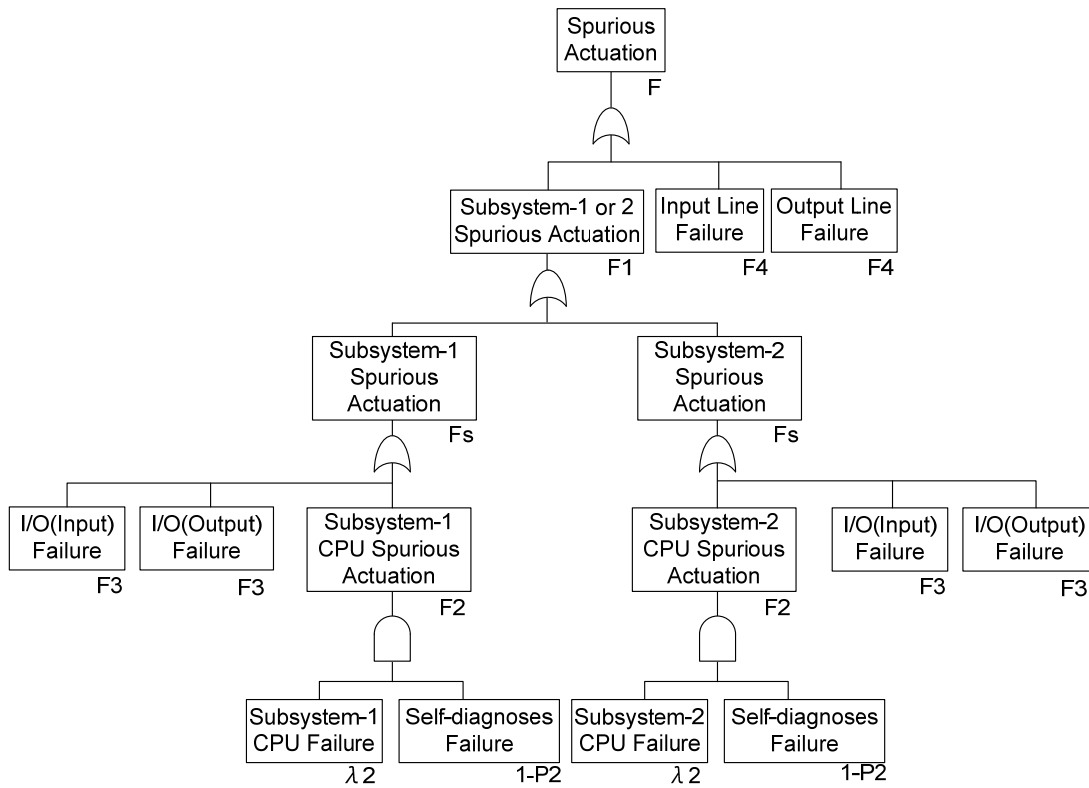 Spurious
Actuation
F
Subsystem-1 or 2
Spurious Actuation
F1
Input Line
Failure
F4
Output Line
Failure
F4
Subsystem-1
Spurious
Actuation
Fs
Subsystem-2
Spurious
Actuation
Fs
I/O(Input)
Failure
F3
I/O(Output)
Failure
F3
Subsystem-1
CPU Spurious
Actuation
F2
Subsystem-2
CPU Spurious
Actuation
F2
I/O(Input)
Failure
F3
I/O(Output)
Failure
F3
Subsystem-1
CPU Failure
λ2
Self-diagnoses
Failure
1-P2
Subsystem-2
CPU Failure
λ2
Self-diagnoses
Failure
1-P2